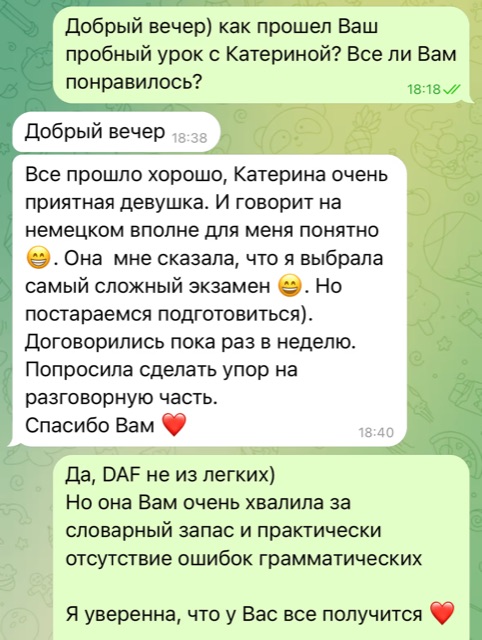 Добрый вечер) как прошел Ваш
пробный урок с Катериной? Все ли Вам
понравилось?
18:18
Добрый вечер 18:38
Все прошло хорошо, Катерина очень
приятная девушка. И говорит на
немецком вполне для меня понятно
😁. Она мне сказала, что я выбрала
самый сложный экзамен 😁. Но
постараемся подготовиться).
Договорились пока раз в неделю.
Попросила сделать упор на
разговорную часть.
Спасибо Вам ❤️
18:40
Да, DAF не из легких)
Но она Вам очень хвалила за
словарный запас и практически
отсутствие ошибок грамматических
Я уверенна, что у Вас все получится ❤️